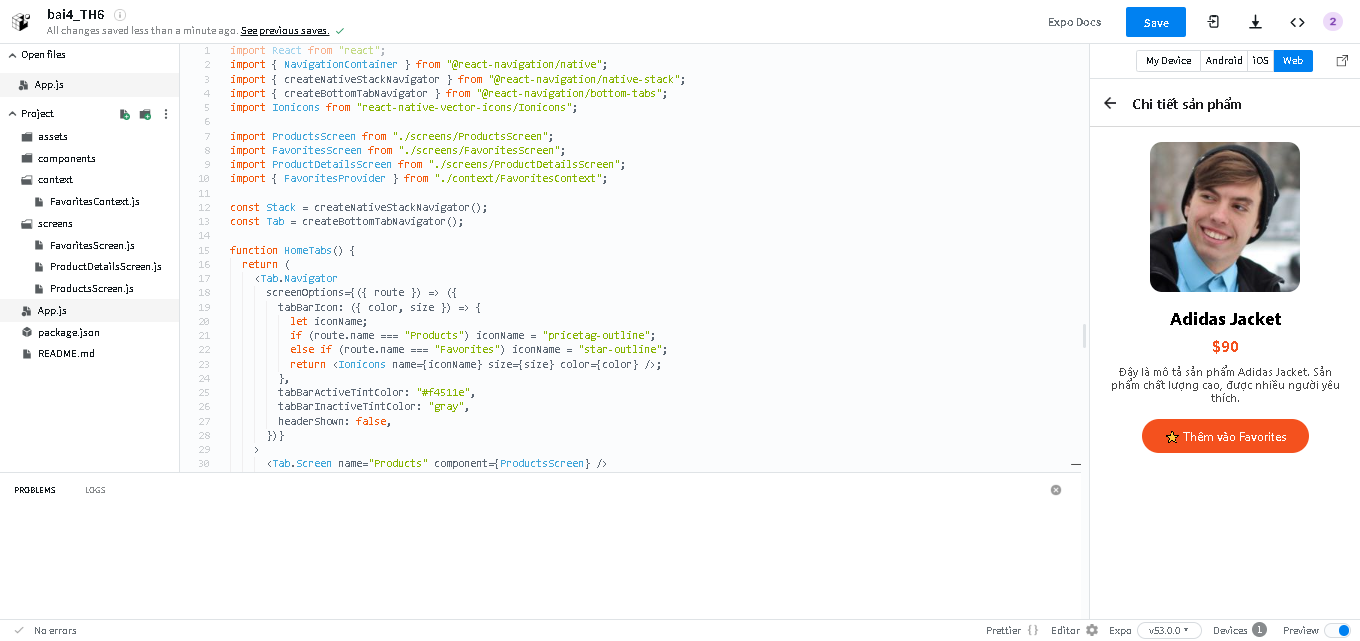 bai4_TH6
All changes saved less than a minute ago. See previous saves.
Expo Docs
Save
2
Open files
App.js
Project
assets
components
context
FavoritesContext.js
screens
FavoritesScreen.js
ProductDetailsScreen.js
ProductsScreen.js
App.js
package.json
README.md
1 import React from "react";
2 import { NavigationContainer } from "@react-navigation/native";
3 import { createNativeStackNavigator } from "@react-navigation/native-stack";
4 import { createBottomTabNavigator } from "@react-navigation/bottom-tabs";
5 import Ionicons from "react-native-vector-icons/Ionicons";
6
7 import ProductsScreen from "./screens/ProductsScreen";
8 import FavoritesScreen from "./screens/FavoritesScreen";
9 import ProductDetailsScreen from "./screens/ProductDetailsScreen";
10 import { FavoritesProvider } from "./context/FavoritesContext";
11
12 const Stack = createNativeStackNavigator();
13 const Tab = createBottomTabNavigator();
14
15 function HomeTabs() {
16 return (
17 <Tab.Navigator
18 screenOptions={({ route }) => ({
19 tabBarIcon: ({ color, size }) => {
20 let iconName;
21 if (route.name === "Products") iconName = "pricetag-outline";
22 else if (route.name === "Favorites") iconName = "star-outline";
23 return <Ionicons name={iconName} size={size} color={color} />;
24 },
25 tabBarActiveTintColor: "#f4511e",
26 tabBarInactiveTintColor: "gray",
27 headerShown: false,
28 })}
29 >
30 <Tab.Screen name="Products" component={ProductsScreen} />
My Device Android iOS Web
Chi tiết sản phẩm
Adidas Jacket
$90
Đây là mô tả sản phẩm Adidas Jacket. Sản
phẩm chất lượng cao, được nhiều người yêu
thích.
⭐ Thêm vào Favorites
PROBLEMS LOGS
No errors
Prettier {} Editor Expo v53.0.0 Devices 1 Preview